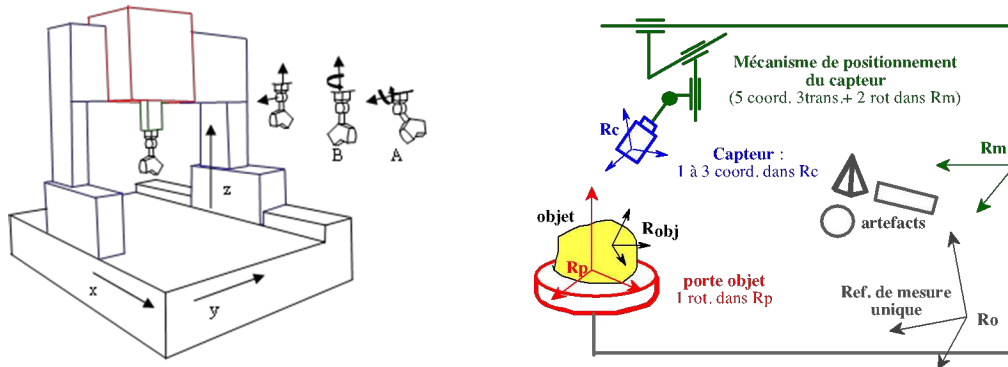 z
x
y
B
A
Mécanisme de positionnement
du capteur
(5 coord. 3trans.+ 2 rot dans Rm)
Rc
Capteur :
1 à 3 coord. dans Rc
Rm
artefacts
objet
Robj
Rp
porte objet
1 rot. dans Rp
Ref. de mesure
unique
Ro